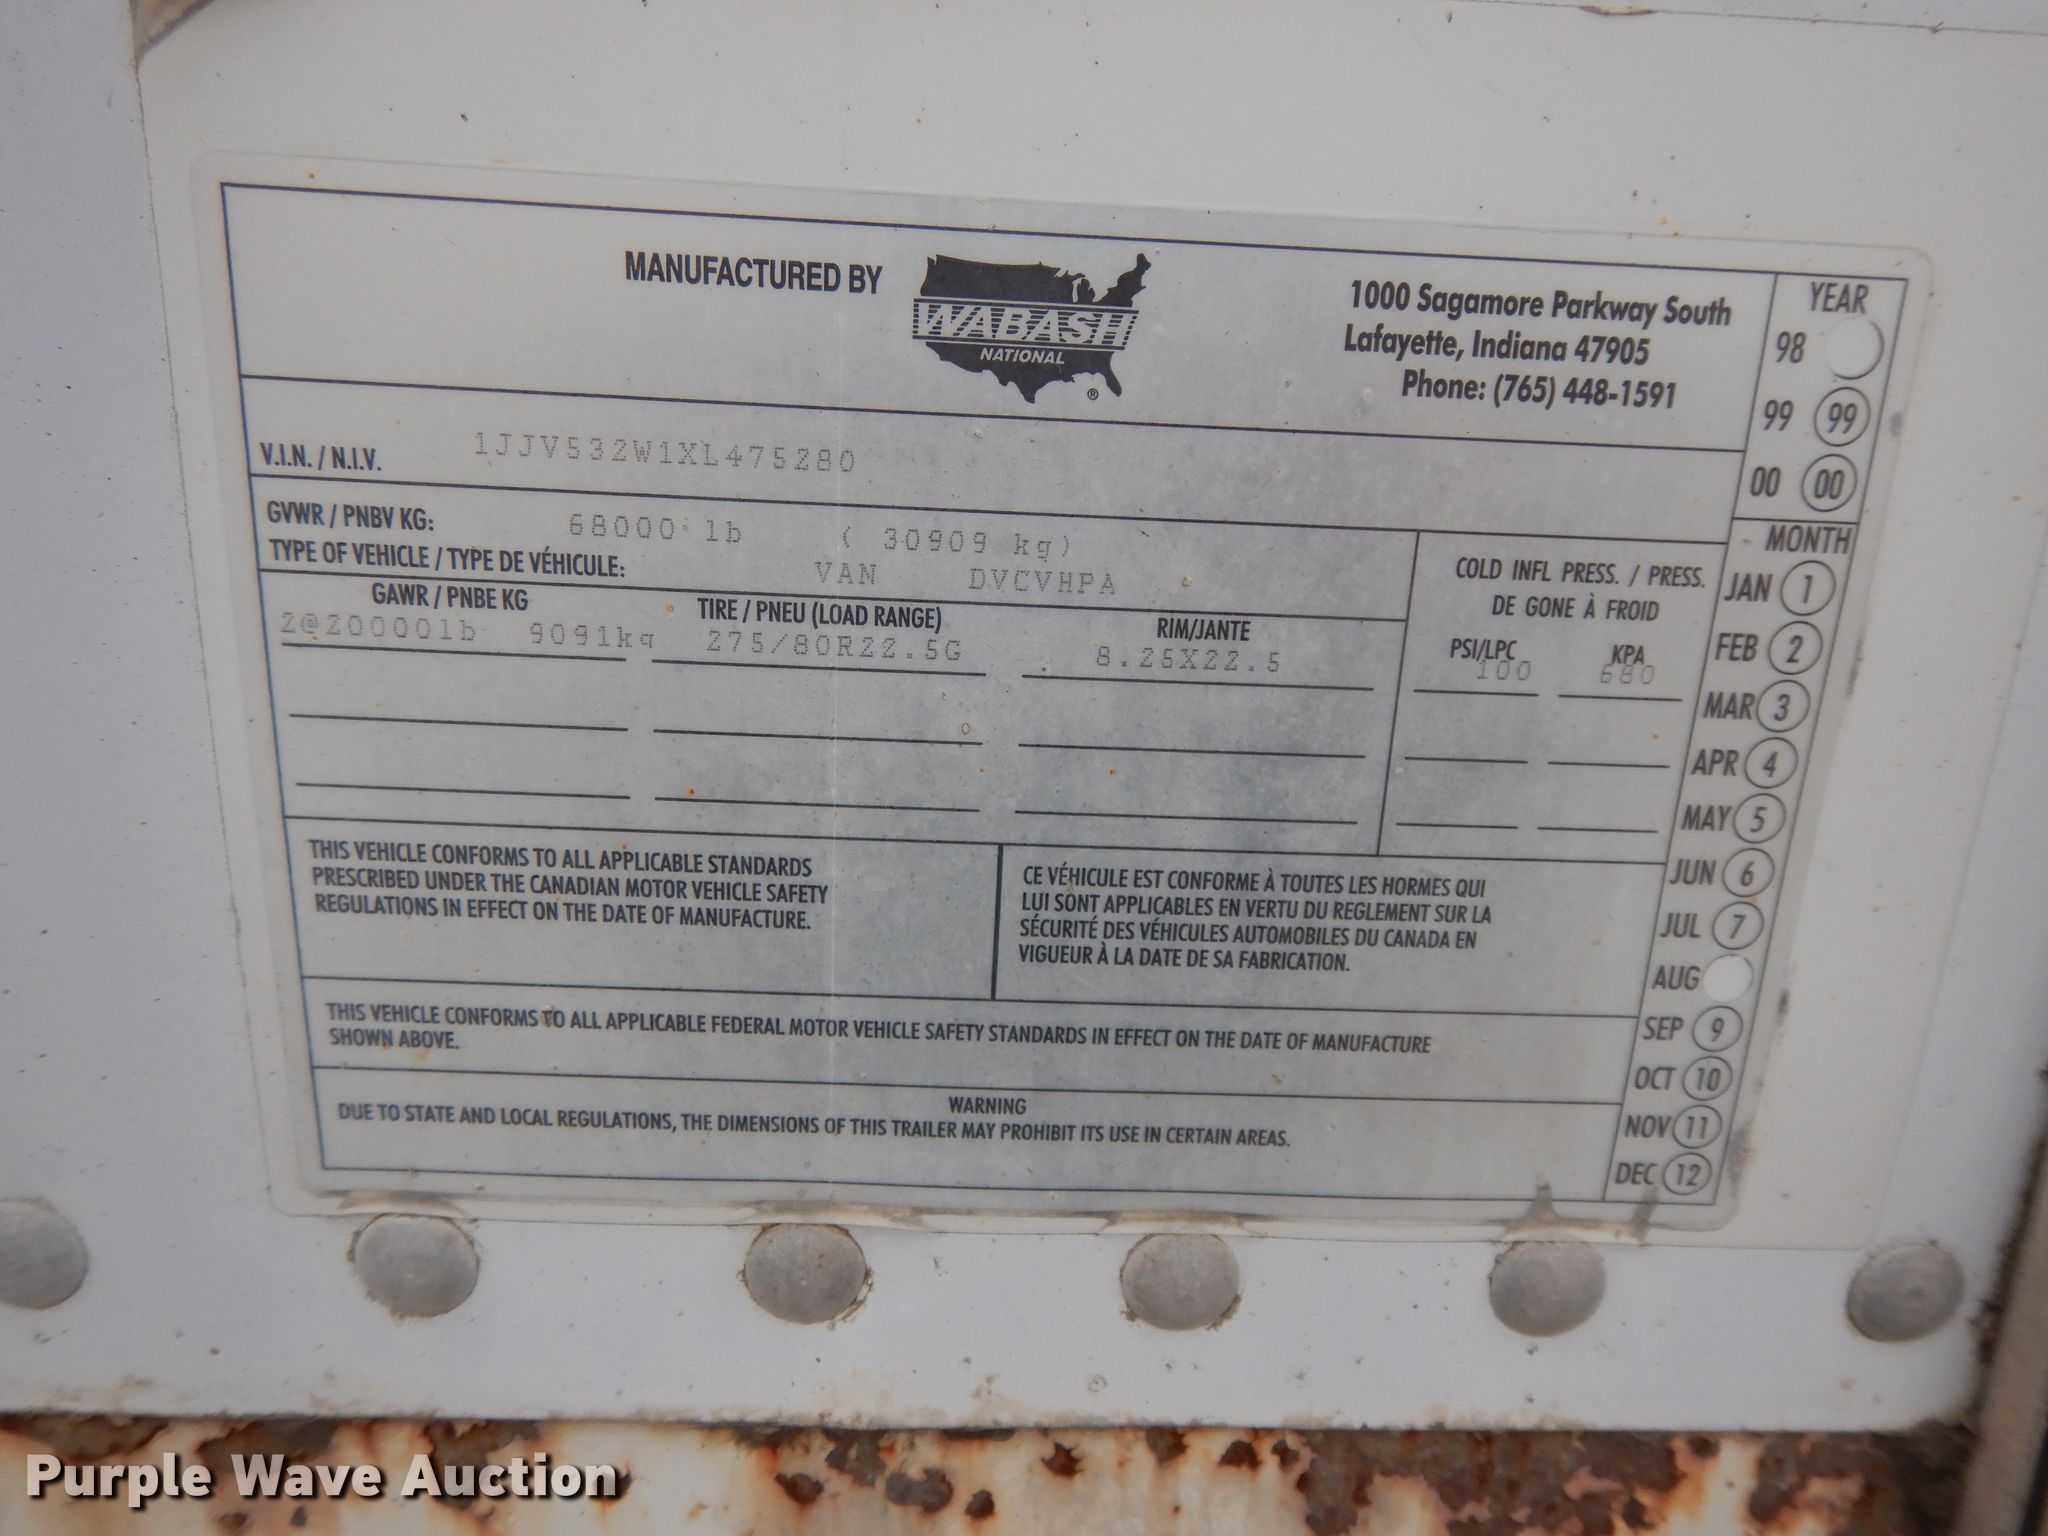 MANUFACTURED BY
WABASH
NATIONAL
®
1000 Sagamore Parkway South
Lafayette, Indiana 47905
Phone: (765) 448-1591
V.I.N. / N.I.V. 1JJV532W1XL475280
GVWR / PNBV KG: 68000 lb ( 30909 kg)
TYPE OF VEHICLE / TYPE DE VÉHICULE: VAN DVCVHPA
GAWR / PNBE KG TIRE / PNEU (LOAD RANGE) RIM/JANTE
2@20000lb 9091kg 275/80R22.5G 8.25X22.5
COLD INFL PRESS. / PRESS.
DE GONE À FROID
PSI/LPC KPA
100 680
THIS VEHICLE CONFORMS TO ALL APPLICABLE STANDARDS
PRESCRIBED UNDER THE CANADIAN MOTOR VEHICLE SAFETY
REGULATIONS IN EFFECT ON THE DATE OF MANUFACTURE.
CE VÉHICULE EST CONFORME À TOUTES LES HORMES QUI
LUI SONT APPLICABLES EN VERTU DU REGLEMENT SUR LA
SÉCURITÉ DES VÉHICULES AUTOMOBILES DU CANADA EN
VIGUEUR À LA DATE DE SA FABRICATION.
THIS VEHICLE CONFORMS TO ALL APPLICABLE FEDERAL MOTOR VEHICLE SAFETY STANDARDS IN EFFECT ON THE DATE OF MANUFACTURE
SHOWN ABOVE.
WARNING
DUE TO STATE AND LOCAL REGULATIONS, THE DIMENSIONS OF THIS TRAILER MAY PROHIBIT ITS USE IN CERTAIN AREAS.
YEAR
98
99 99
00 00
MONTH
JAN 1
FEB 2
MAR 3
APR 4
MAY 5
JUN 6
JUL 7
AUG
SEP 9
OCT 10
NOV 11
DEC 12
Purple Wave Auction